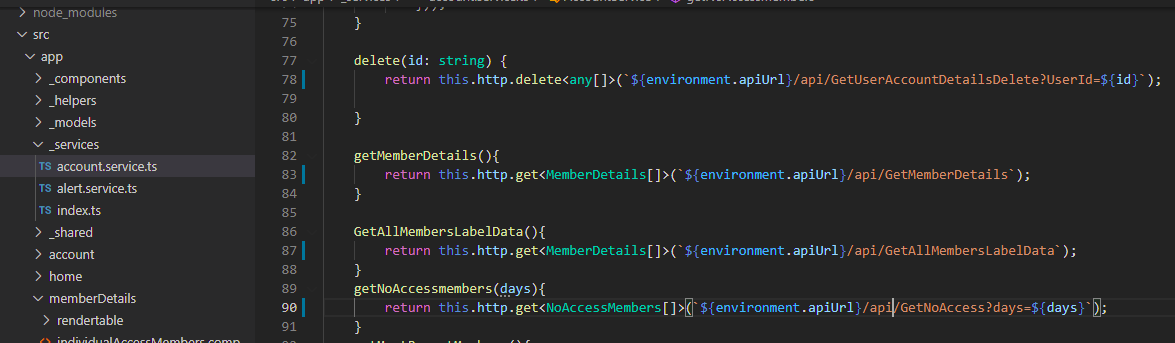 node_modules
src
app
_components
_helpers
_models
_services
TS account.service.ts
TS alert.service.ts
TS index.ts
_shared
account
home
memberDetails
rendertable
75 }
76
77 delete(id: string) {
78 return this.http.delete<any[]>(`${environment.apiUrl}/api/GetUserAccountDetailsDelete?UserId=${id}`);
79
80 }
81
82 getMemberDetails(){
83 return this.http.get<MemberDetails[]>(`${environment.apiUrl}/api/GetMemberDetails`);
84 }
85
86 GetAllMembersLabelData(){
87 return this.http.get<MemberDetails[]>(`${environment.apiUrl}/api/GetAllMembersLabelData`);
88 }
89 getNoAccessmembers(days){
90 return this.http.get<NoAccessMembers[]>(`${environment.apiUrl}/api/GetNoAccess?days=${days}`);
91 }